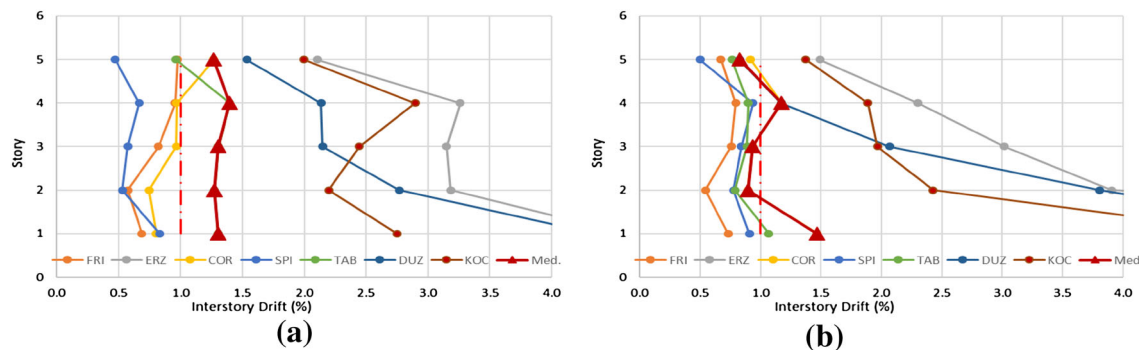 (a)
6
5
4
3
2
1
0
Story
FRI ERZ COR SPI TAB DUZ KOC Med.
0.0 0.5 1.0 1.5 2.0 2.5 3.0 3.5 4.0
Interstory Drift (%)
(a)
(b)
6
5
4
3
2
1
0
Story
FRI ERZ COR SPI TAB DUZ KOC Med.
0.0 0.5 1.0 1.5 2.0 2.5 3.0 3.5 4.0
Interstory Drift (%)
(b)